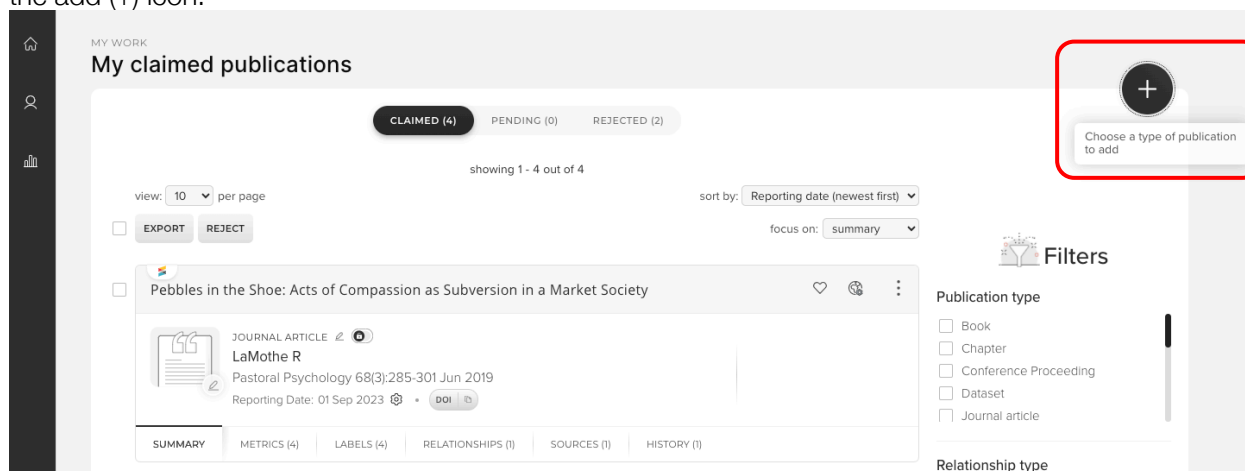 the add (+) icon.
MY WORK
My claimed publications
CLAIMED (4) PENDING (0) REJECTED (2)
Choose a type of publication
to add
showing 1 - 4 out of 4
view: 10 per page
sort by: Reporting date (newest first)
EXPORT REJECT
focus on: summary
Filters
Pebbles in the Shoe: Acts of Compassion as Subversion in a Market Society
Publication type
Book
Chapter
Conference Proceeding
Dataset
Journal article
JOURNAL ARTICLE
LaMothe R
Pastoral Psychology 68(3):285-301 Jun 2019
Reporting Date: 01 Sep 2023 • DOI
SUMMARY METRICS (4) LABELS (4) RELATIONSHIPS (1) SOURCES (1) HISTORY (1)
Relationship type